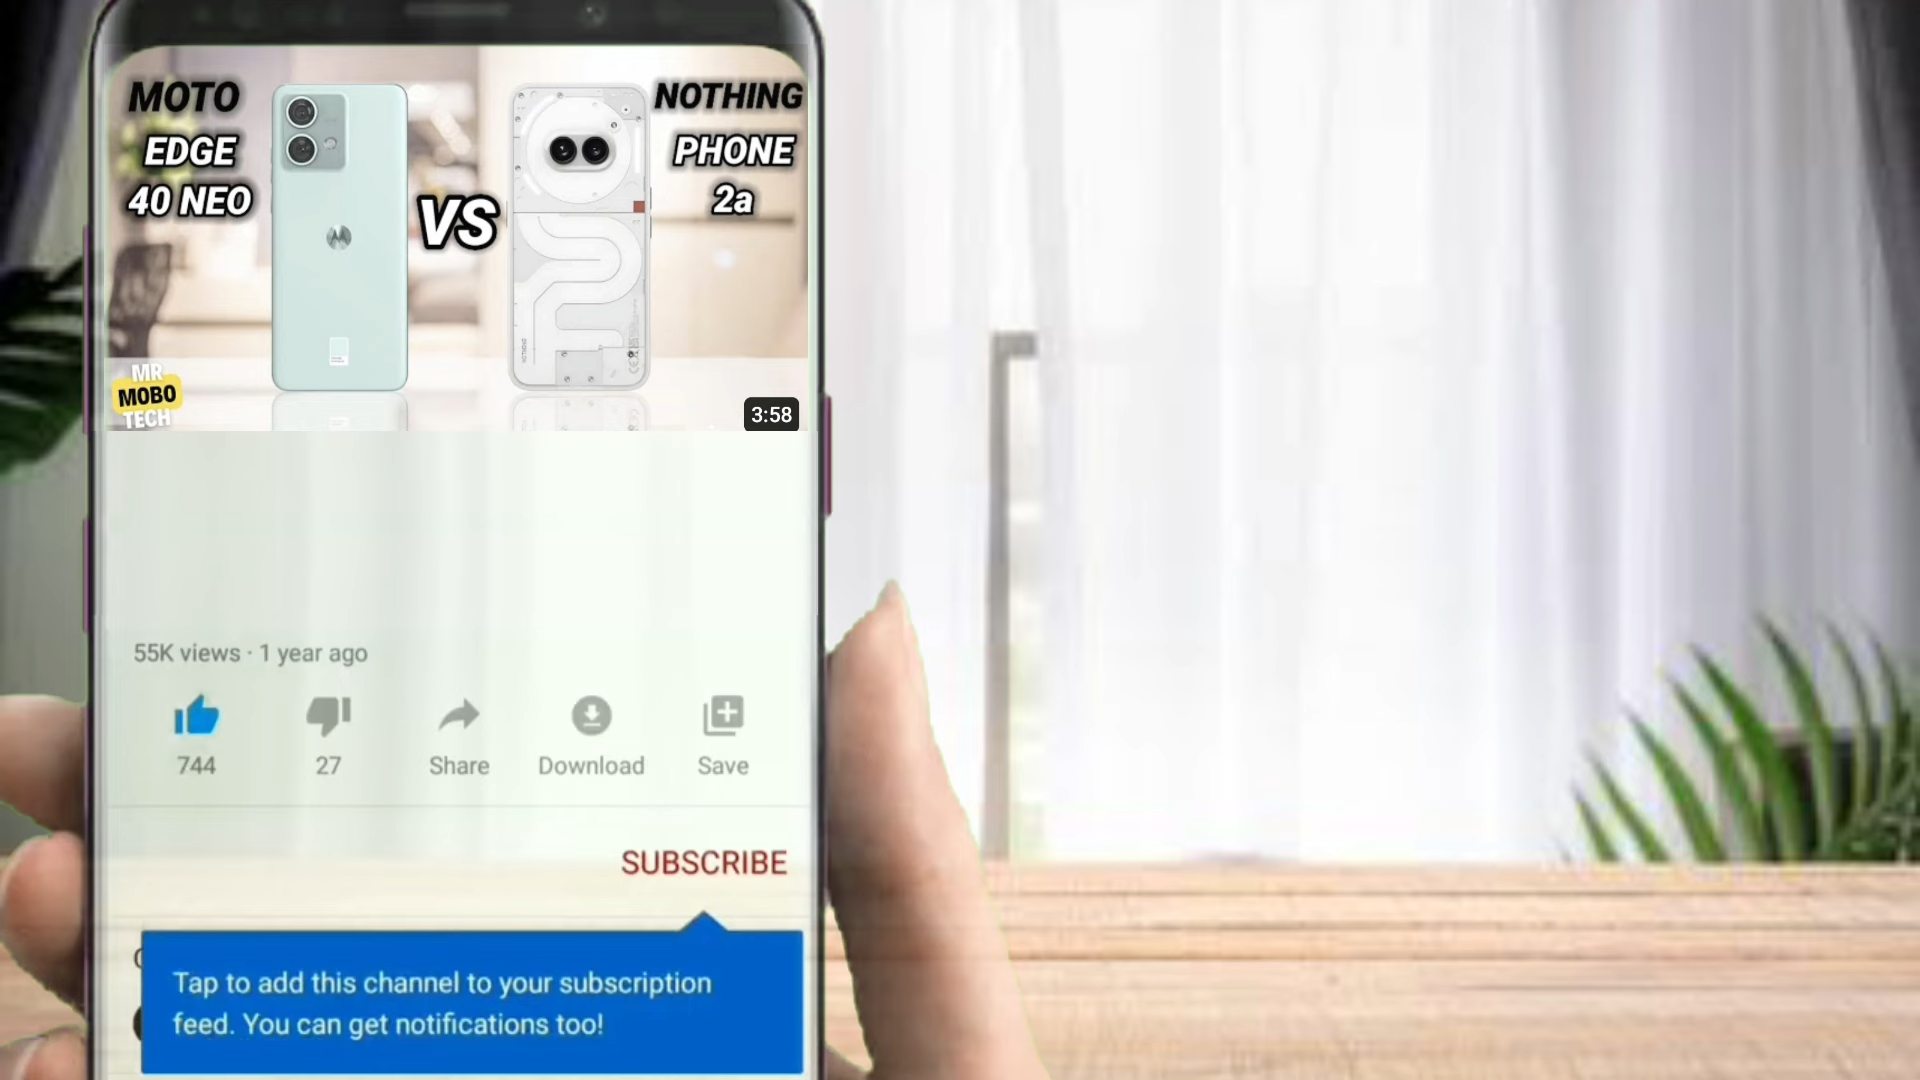 MOTO
EDGE
40 NEO
VS
NOTHING
PHONE
2a
MR
MOBO
TECH
3:58
55K views · 1 year ago
744
27
Share
Download
Save
SUBSCRIBE
Tap to add this channel to your subscription
feed. You can get notifications too!